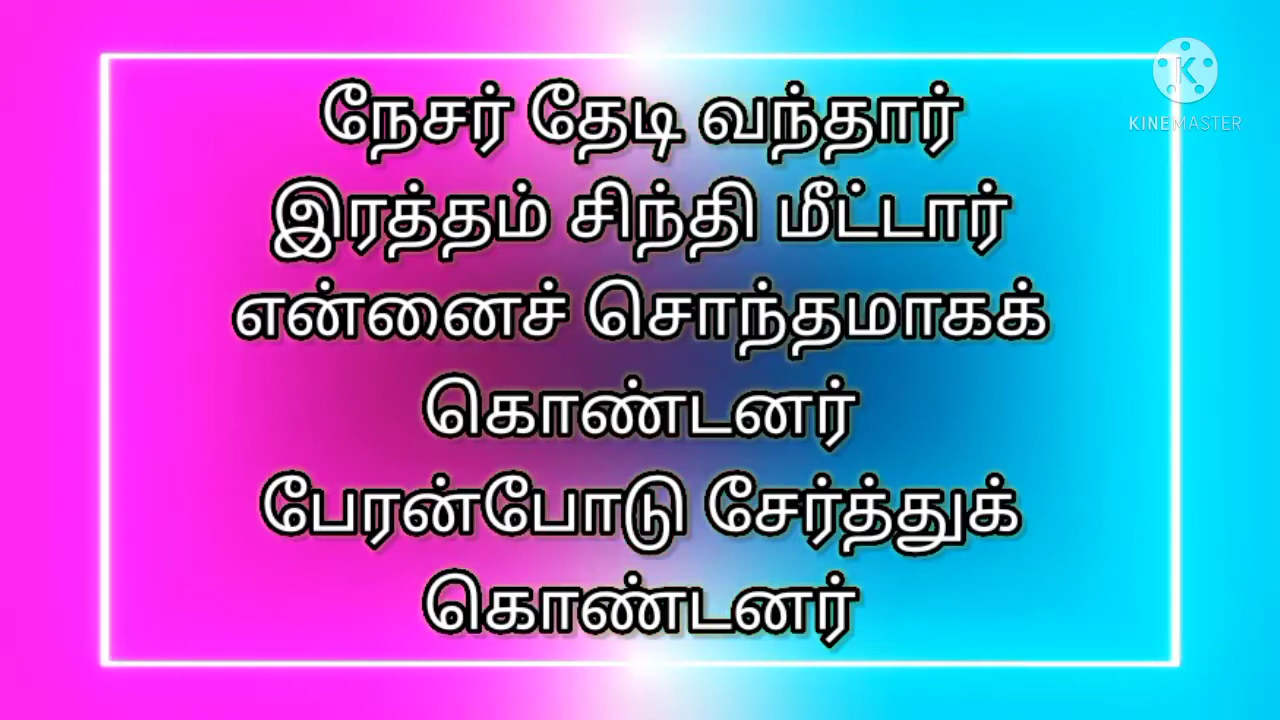 நேசர் தேடி வந்தார்
இரத்தம் சிந்தி மீட்டார்
என்னைச் சொந்தமாகக்
கொண்டனர்
பேரன்போடு சேர்த்துக்
கொண்டனர்
K
KINEMASTER